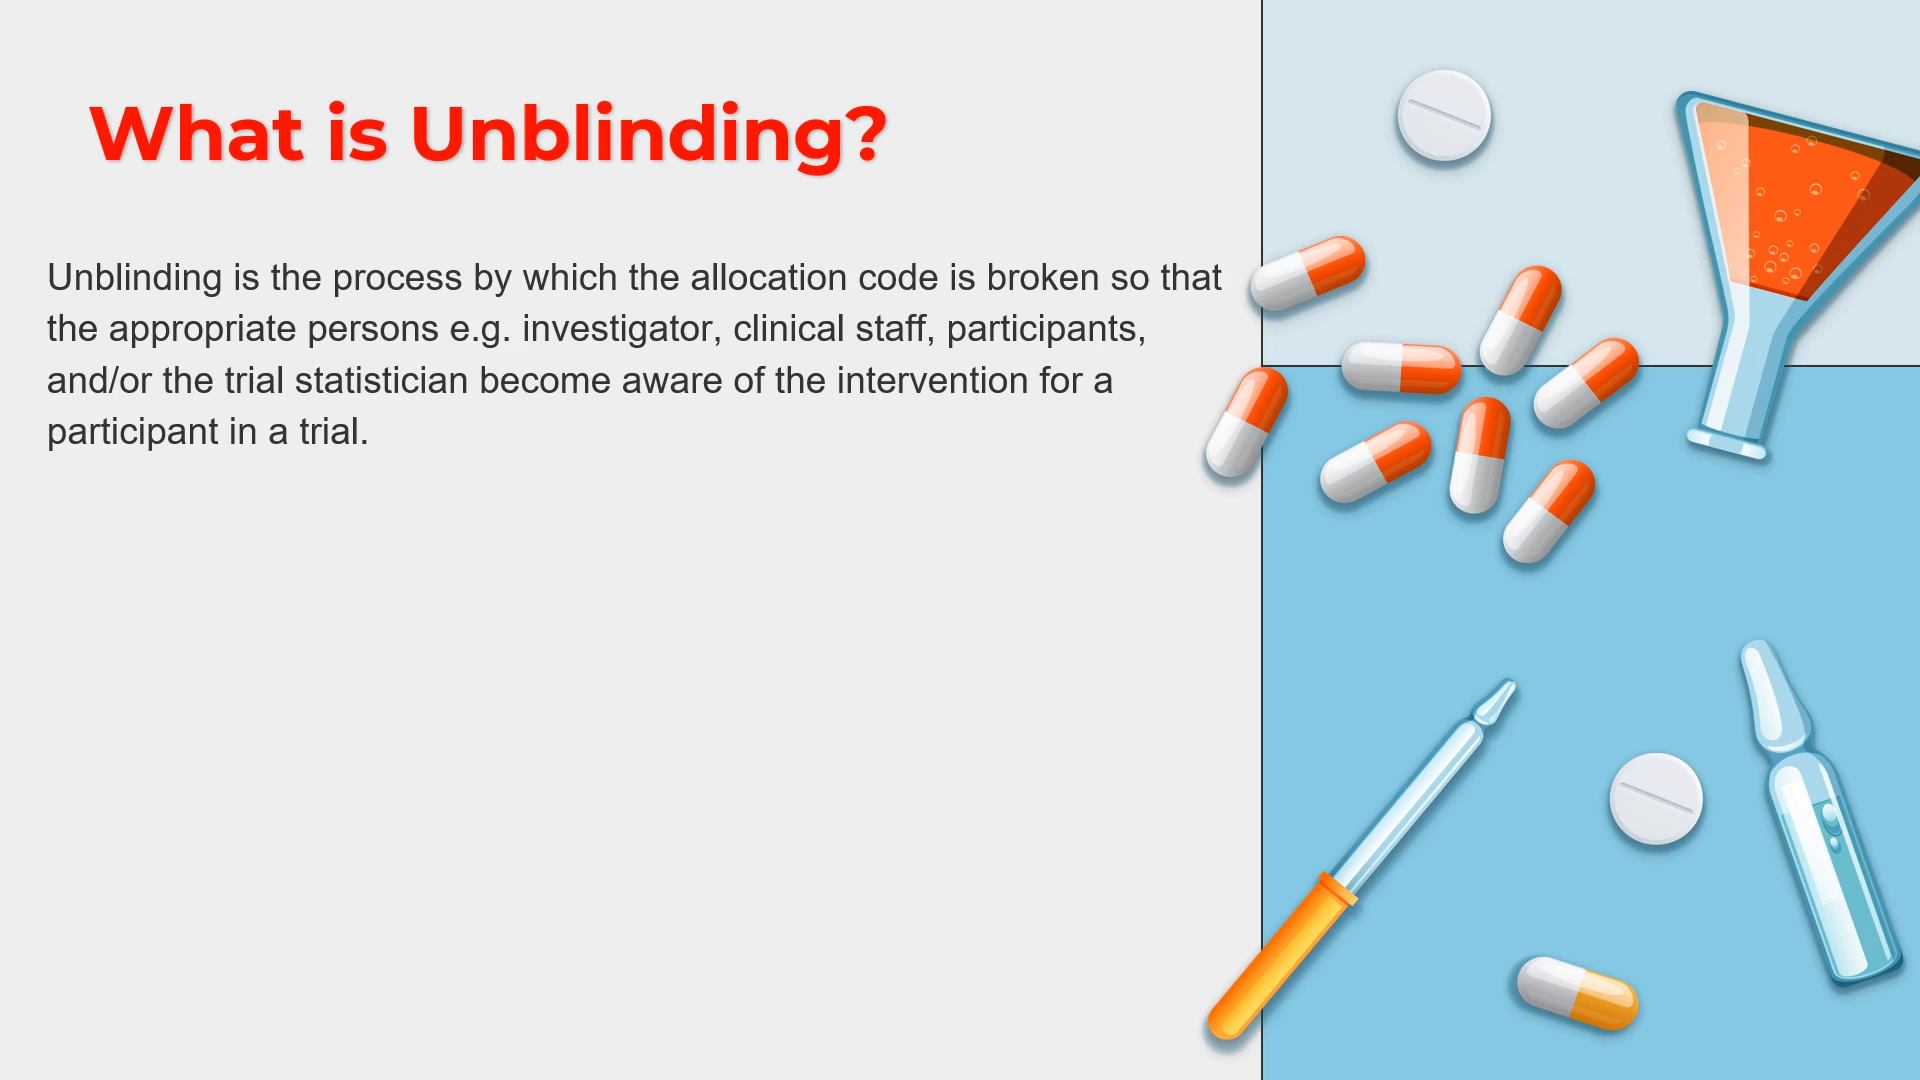 What is Unblinding?
Unblinding is the process by which the allocation code is broken so that
the appropriate persons e.g. investigator, clinical staff, participants,
and/or the trial statistician become aware of the intervention for a
participant in a trial.